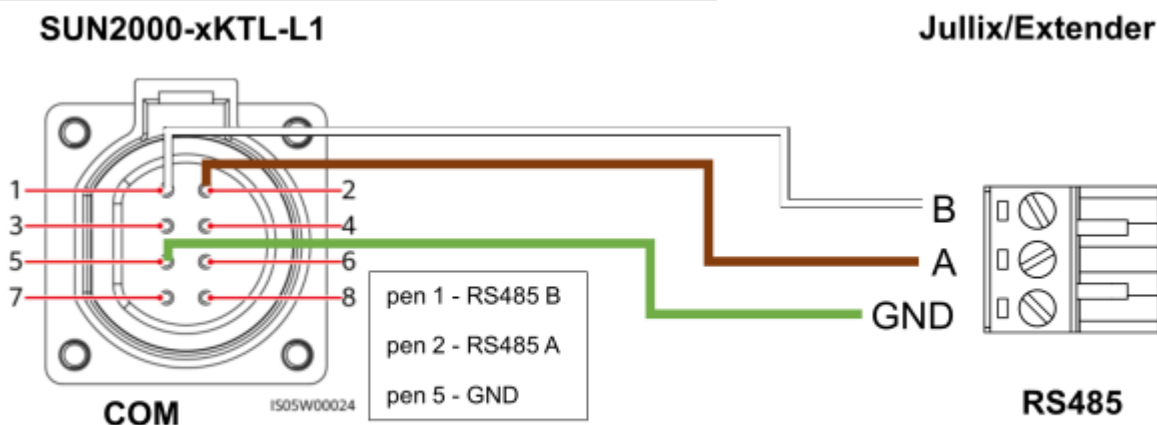 SUN2000-xKTL-L1
Jullix/Extender
1
2
3
4
5
6
7
8
B
A
GND
pen 1 - RS485 B
pen 2 - RS485 A
pen 5 - GND
IS05W00024
COM
RS485